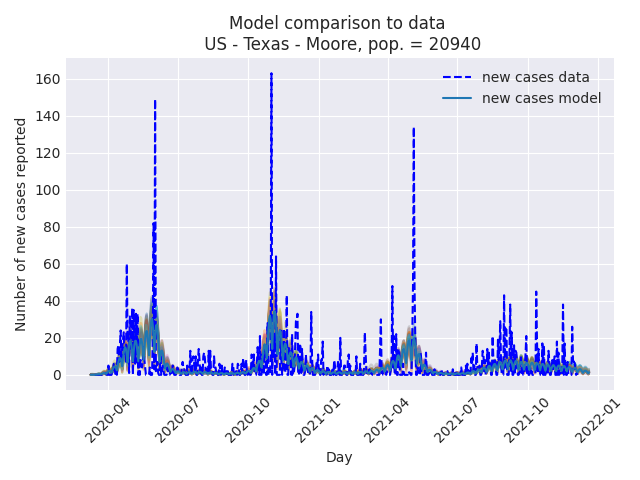 Model comparison to data
US - Texas - Moore, pop. = 20940
new cases data
new cases model
Number of new cases reported
160
140
120
100
80
60
40
20
0
2020-04
2020-07
2020-10
2021-01
2021-04
2021-07
2021-10
2022-01
Day